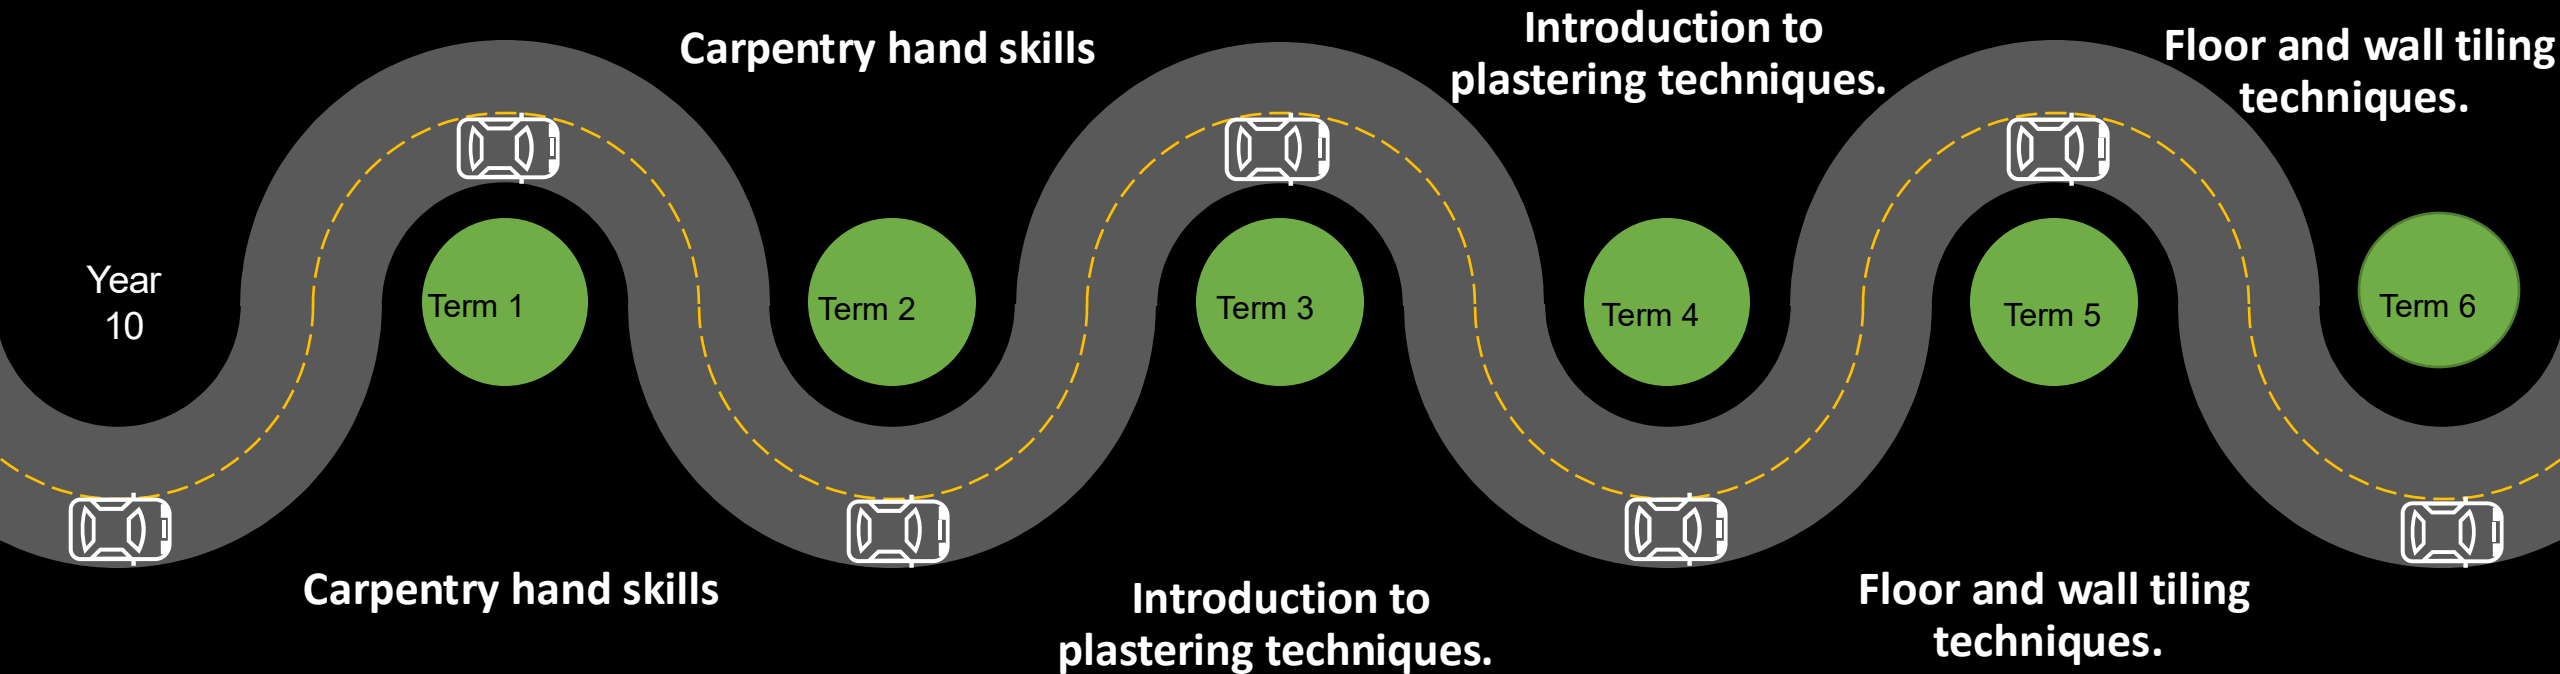 Year
10
Term 1
Carpentry hand skills
Term 2
Carpentry hand skills
Term 3
Introduction to
plastering techniques.
Term 4
Introduction to
plastering techniques.
Term 5
Floor and wall tiling
techniques.
Term 6
Floor and wall tiling
techniques.